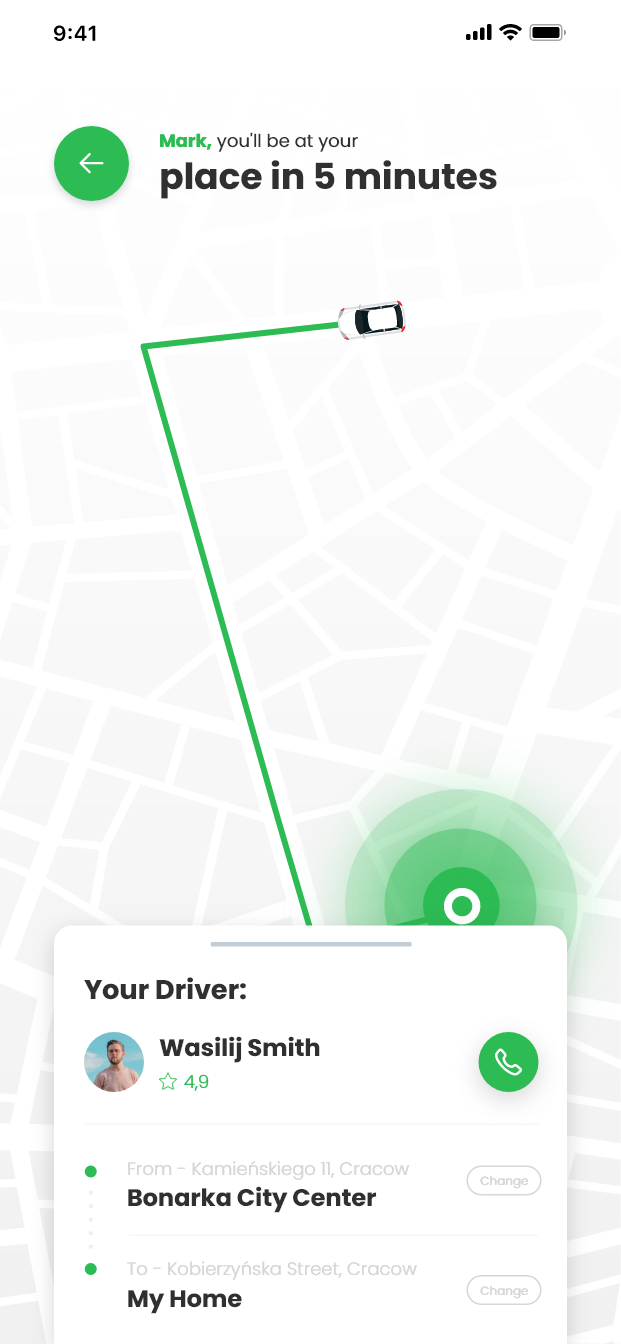 9:41
Mark, you'll be at your
place in 5 minutes
Your Driver:
Wasilij Smith
4,9
From - Kamieńskiego 11, Cracow
Bonarka City Center
Change
To - Kobierzyńska Street, Cracow
My Home
Change